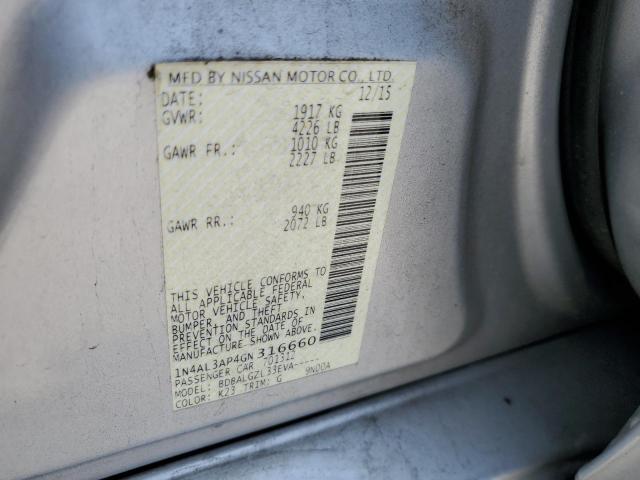 MFD BY NISSAN MOTOR CO., LTD.
DATE: 12/15
GVWR: 1917 KG
4226 LB
GAWR FR.: 1010 KG
2227 LB
GAWR RR.: 940 KG
2072 LB
THIS VEHICLE CONFORMS TO
ALL APPLICABLE FEDERAL
MOTOR VEHICLE SAFETY,
BUMPER, AND THEFT
PREVENTION STANDARDS IN
EFFECT ON THE DATE OF
MANUFACTURE SHOWN ABOVE.
1N4AL3AP4GN316660
PASSENGER CAR 701312
MODEL: BDBALGZL33EVA-----
COLOR: K23 TRIM: G 9NDDA